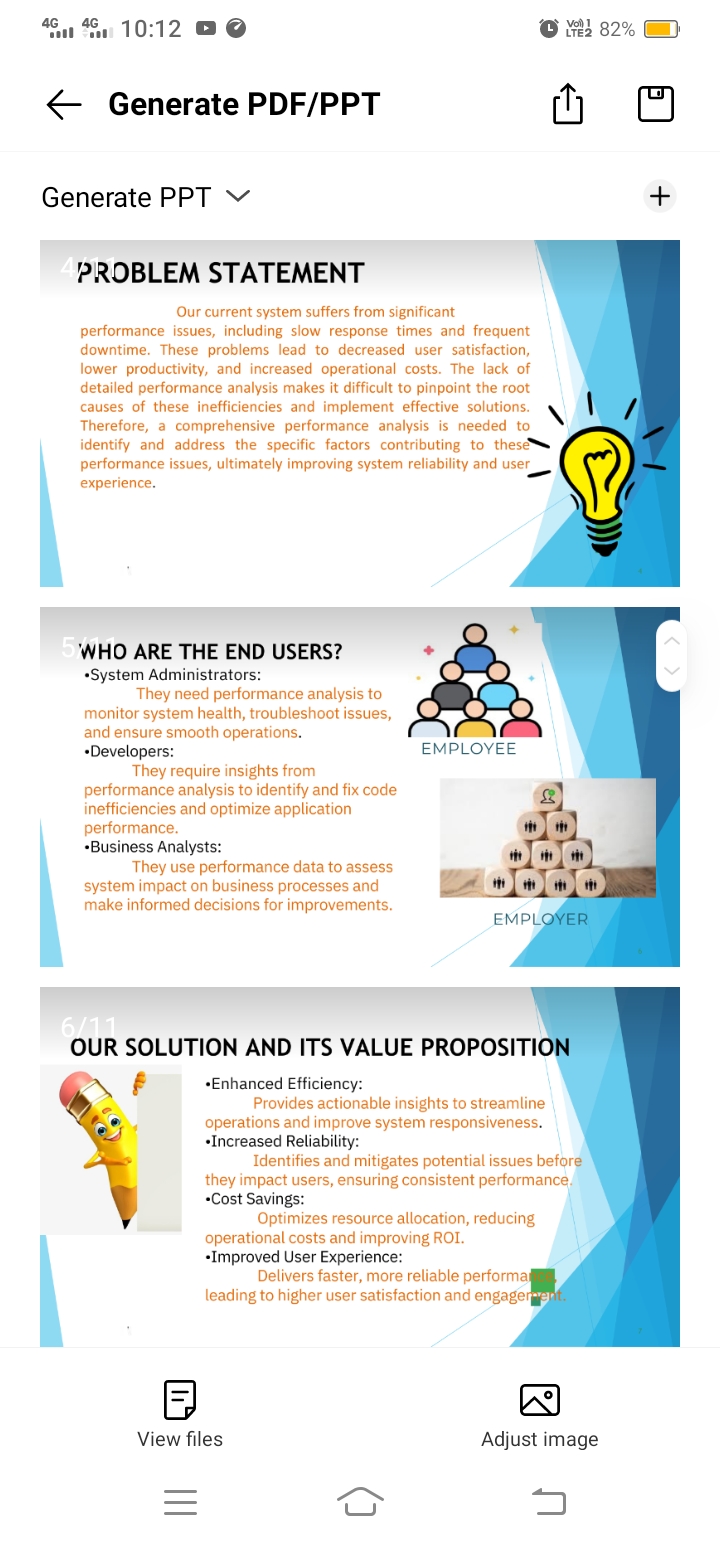 4G 4G 10:12 Vo) 1 LTE2 82%
Generate PDF/PPT
Generate PPT
4/11
PROBLEM STATEMENT
Our current system suffers from significant
performance issues, including slow response times and frequent
downtime. These problems lead to decreased user satisfaction,
lower productivity, and increased operational costs. The lack of
detailed performance analysis makes it difficult to pinpoint the root
causes of these inefficiencies and implement effective solutions.
Therefore, a comprehensive performance analysis is needed to
identify and address the specific factors contributing to these
performance issues, ultimately improving system reliability and user
experience.
5/11
WHO ARE THE END USERS?
•System Administrators:
They need performance analysis to
monitor system health, troubleshoot issues,
and ensure smooth operations.
•Developers:
They require insights from
performance analysis to identify and fix code
inefficiencies and optimize application
performance.
•Business Analysts:
They use performance data to assess
system impact on business processes and
make informed decisions for improvements.
EMPLOYEE
EMPLOYER
6/11
OUR SOLUTION AND ITS VALUE PROPOSITION
•Enhanced Efficiency:
Provides actionable insights to streamline
operations and improve system responsiveness.
•Increased Reliability:
Identifies and mitigates potential issues before
they impact users, ensuring consistent performance.
•Cost Savings:
Optimizes resource allocation, reducing
operational costs and improving ROI.
•Improved User Experience:
Delivers faster, more reliable performance,
leading to higher user satisfaction and engagement.
View files
Adjust image